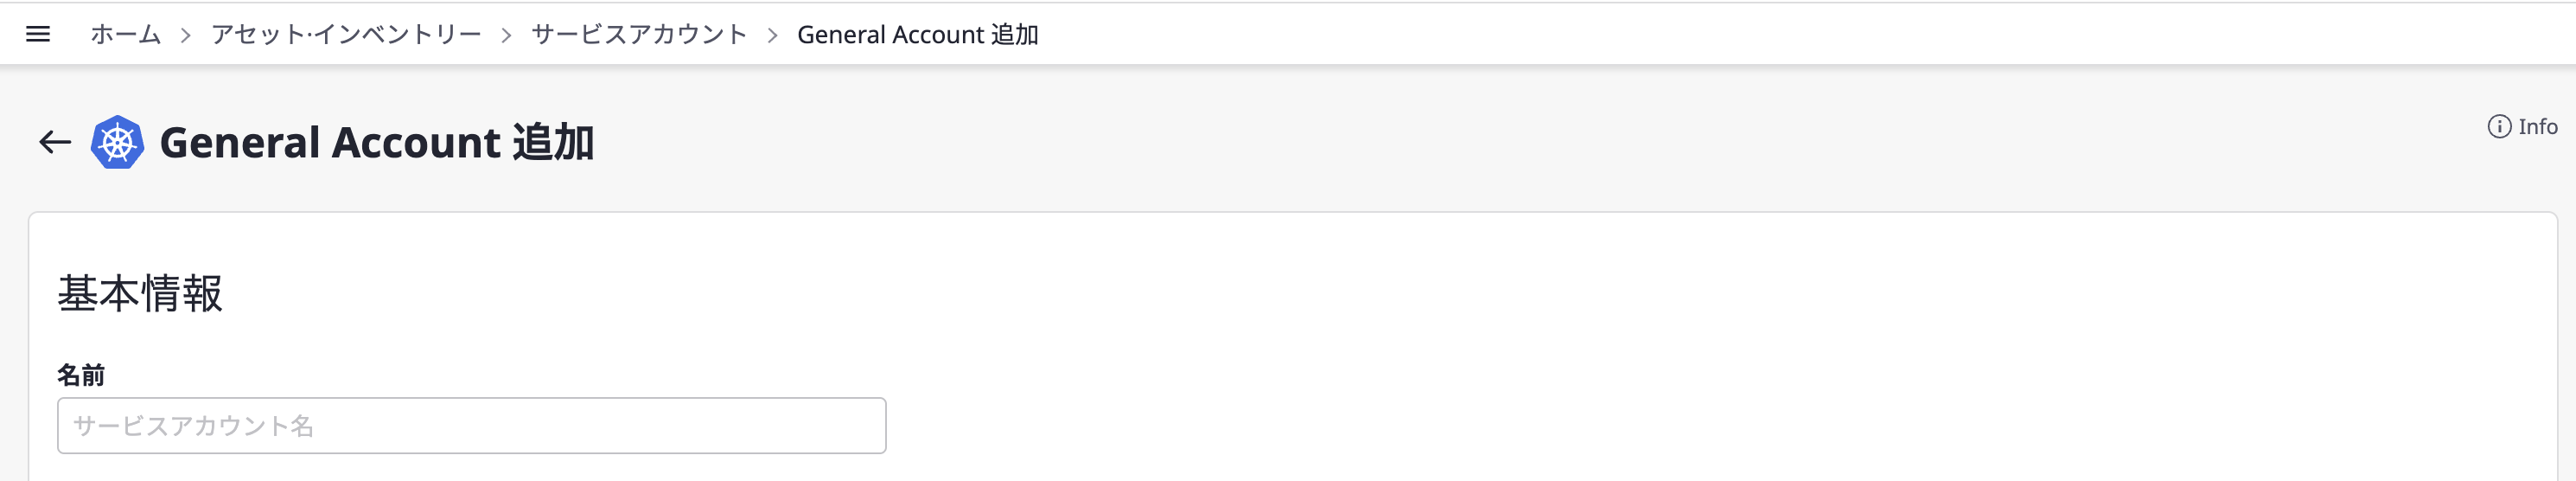 ホーム > アセット·インベントリー > サービスアカウント > General Account 追加
General Account 追加
Info
基本情報
名前
サービスアカウント名